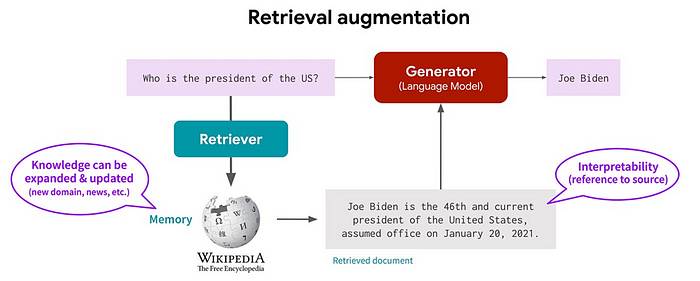 Retrieval augmentation
Who is the president of the US?
Generator
(Language Model)
Joe Biden
Retriever
Knowledge can be
expanded & updated
(new domain, news, etc.)
Memory
WIKIPEDIA
The Free Encyclopedia
Joe Biden is the 46th and current
president of the United States,
assumed office on January 20, 2021.
Retrieved document
Interpretability
(reference to source)